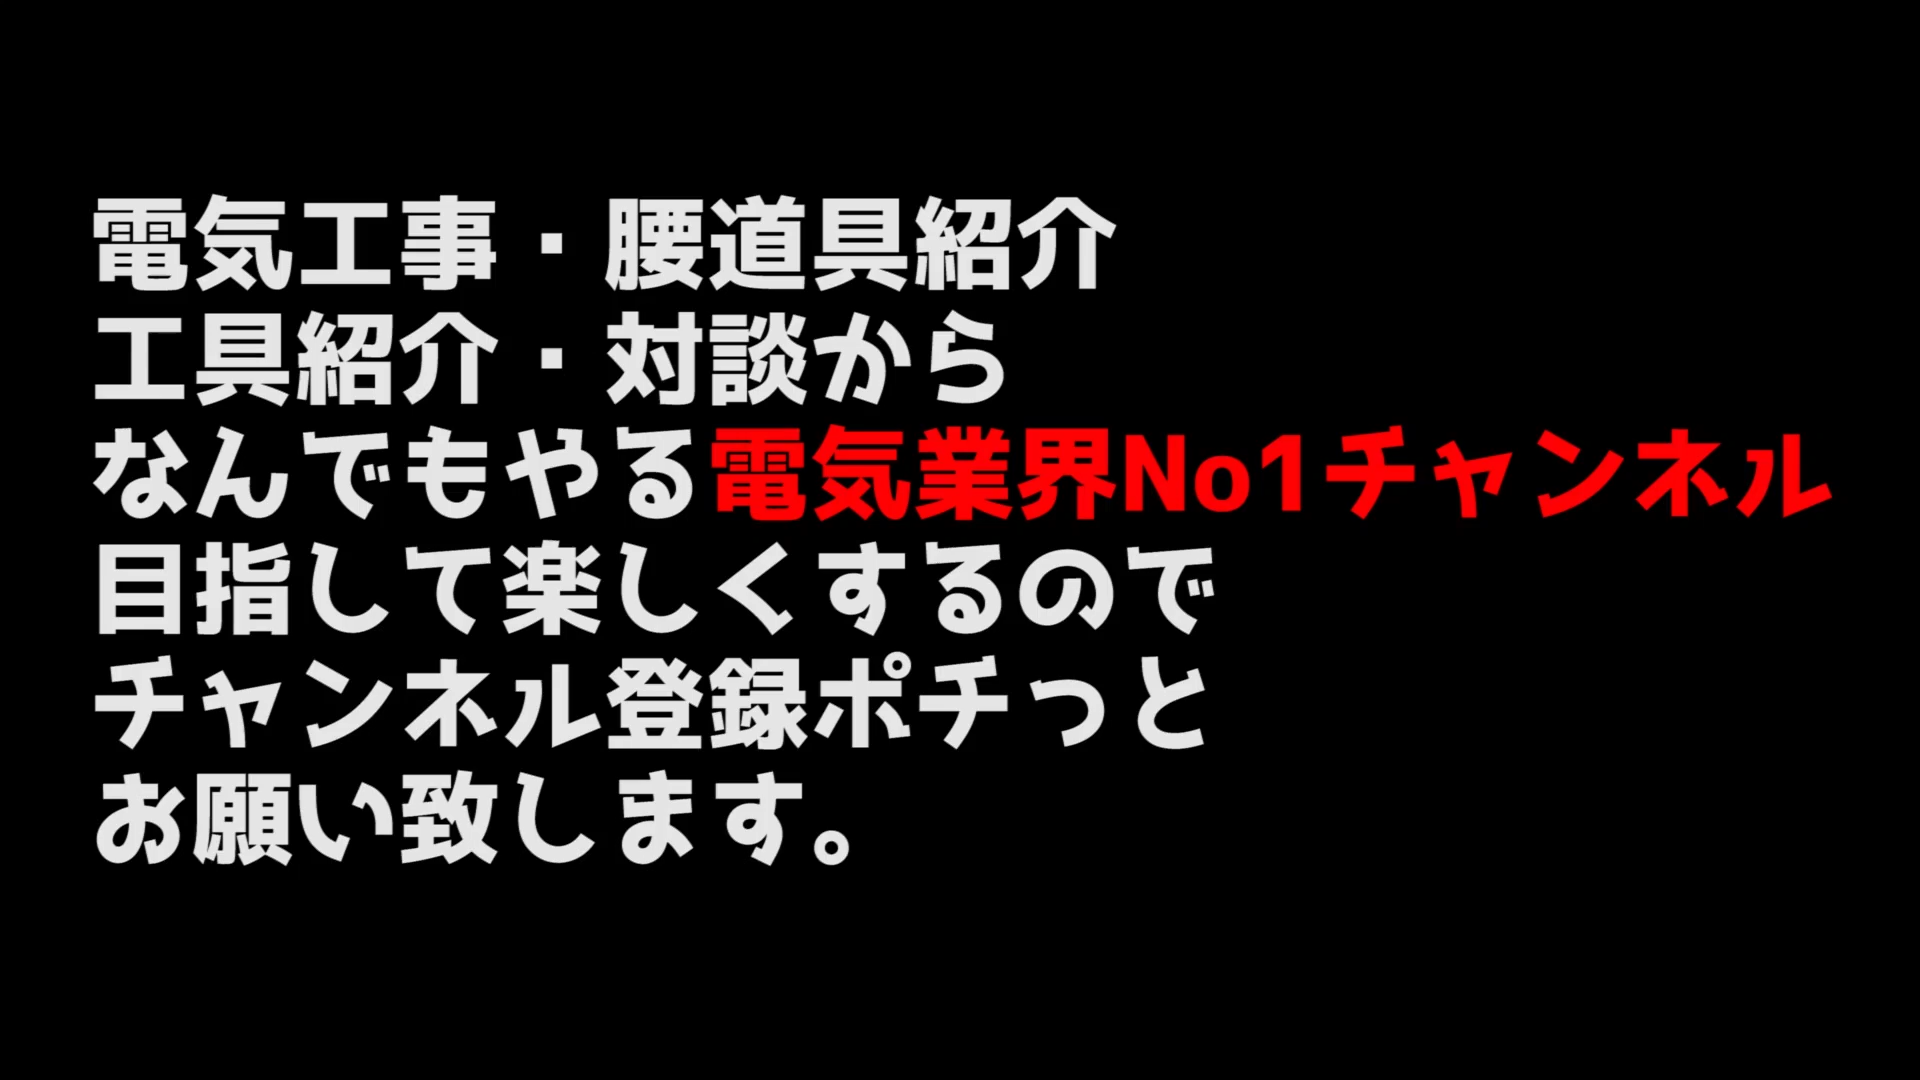 電気工事・腰道具紹介
工具紹介・対談から
なんでもやる電気業界No1チャンネル
目指して楽しくするので
チャンネル登録ポチっと
お願い致します。